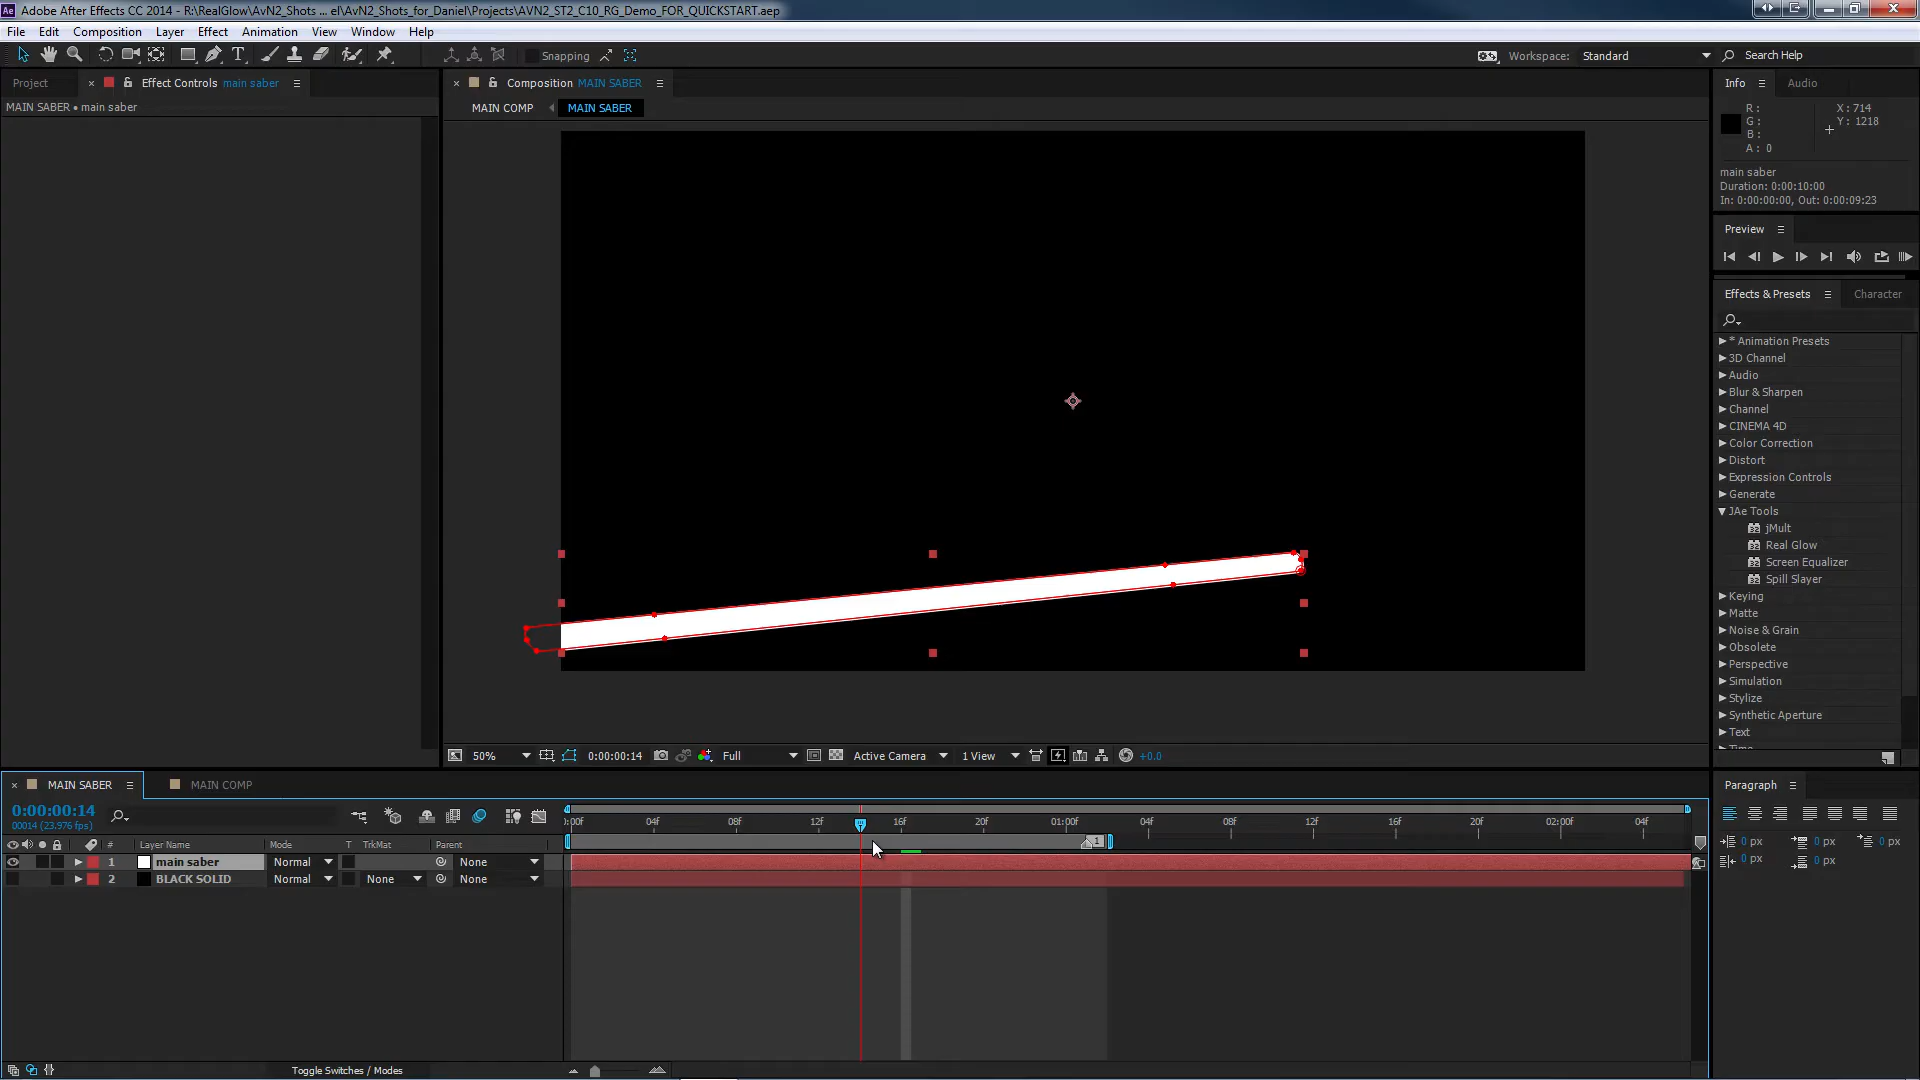 Ae Adobe After Effects CC 2014 - R:\RealGlow\AvN2_Shots ... el\AvN2_Shots_for_Daniel\Projects\AVN2_ST2_C10_RG_Demo_FOR_QUICKSTART.aep
File Edit Composition Layer Effect Animation View Window Help
Snapping Workspace: Standard Search Help
Project Effect Controls main saber Composition MAIN SABER Info Audio
MAIN SABER • main saber MAIN COMP MAIN SABER
R: X: 714
G: Y: 1218
B:
A: 0
main saber
Duration: 0:00:10:00
In: 0:00:00:00, Out: 0:00:09:23
Preview
Effects & Presets Character
* Animation Presets
3D Channel
Audio
Blur & Sharpen
Channel
CINEMA 4D
Color Correction
Distort
Expression Controls
Generate
JAe Tools
32 jMult
32 Real Glow
32 Screen Equalizer
32 Spill Slayer
Keying
Matte
Noise & Grain
Obsolete
Perspective
Simulation
Stylize
Synthetic Aperture
Text
Time
50% 0:00:00:14 Full Active Camera 1 View +0.0
MAIN SABER MAIN COMP Paragraph
0:00:00:14
00014 (23.976 fps)
:00f 04f 08f 12f 16f 20f 01:00f 04f 08f 12f 16f 20f 02:00f 04f
# Layer Name Mode T TrkMat Parent 1
1 main saber Normal None
2 BLACK SOLID Normal None None
0 px 0 px 0 px
0 px 0 px
Toggle Switches / Modes